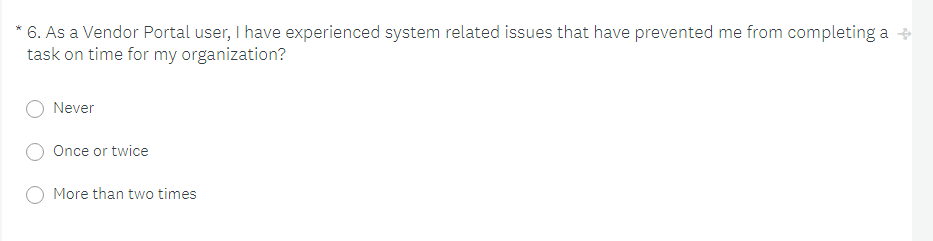 * 6. As a Vendor Portal user, I have experienced system related issues that have prevented me from completing a
task on time for my organization?
Never
Once or twice
More than two times